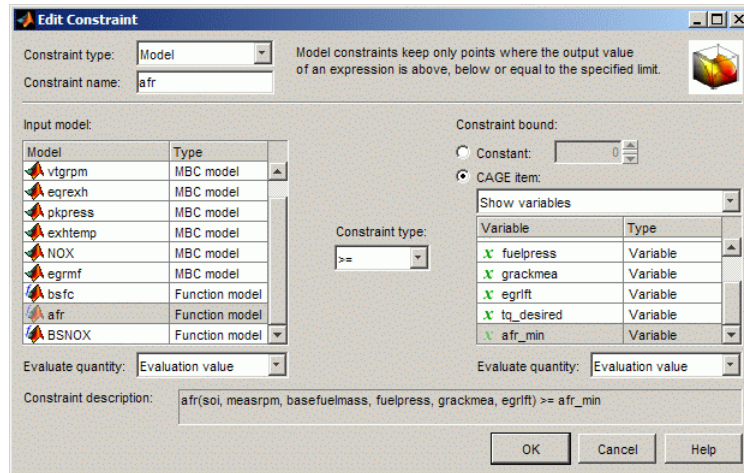 Edit Constraint
Constraint type: Model
Model constraints keep only points where the output value
of an expression is above, below or equal to the specified limit.
Constraint name: afr
Input model:
Constraint bound:
Model Type
Constant: 0
vtgrpm MBC model
CAGE item:
eqrexh MBC model
Show variables
pkpress MBC model
exhtemp MBC model
Constraint type:
Variable Type
NOX MBC model
>=
fuelpress Variable
egrmf MBC model
grackmea Variable
bsfc Function model
egrlft Variable
afr Function model
tq_desired Variable
BSNOX Function model
afr_min Variable
Evaluate quantity: Evaluation value
Evaluate quantity: Evaluation value
Constraint description: afr(soi, measrpm, basefuelmass, fuelpress, grackmea, egrlft) >= afr_min
OK Cancel Help